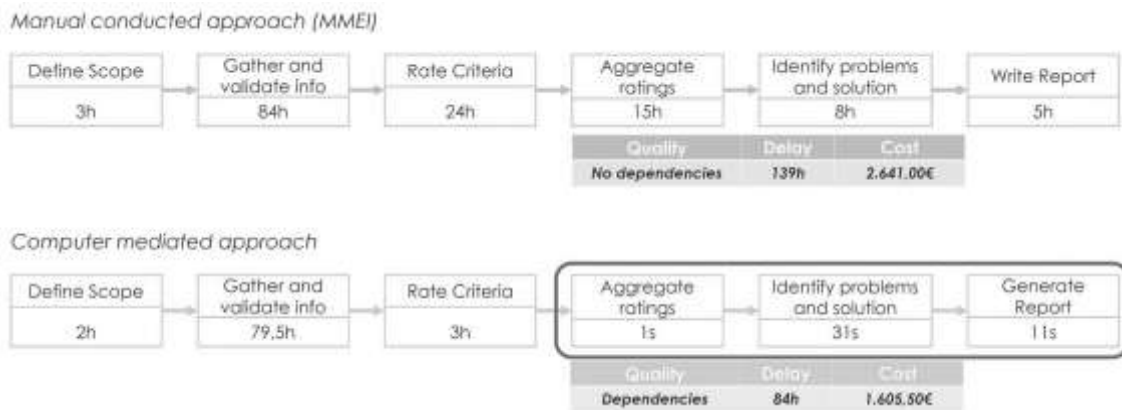 Manual conducted approach (MMEI)
Define Scope
3h
Gather and
validate info
84h
Rate Criteria
24h
Aggregate
ratings
15h
Identify problems
and solution
8h
Write Report
5h
Quality Delay Cost
No dependencies 139h 2.641.00€
Computer mediated approach
Define Scope
2h
Gather and
validate info
79,5h
Rate Criteria
3h
Aggregate
ratings
1s
Identify problems
and solution
31s
Generate
Report
11s
Quality Delay Cost
Dependencies 84h 1.605,50€